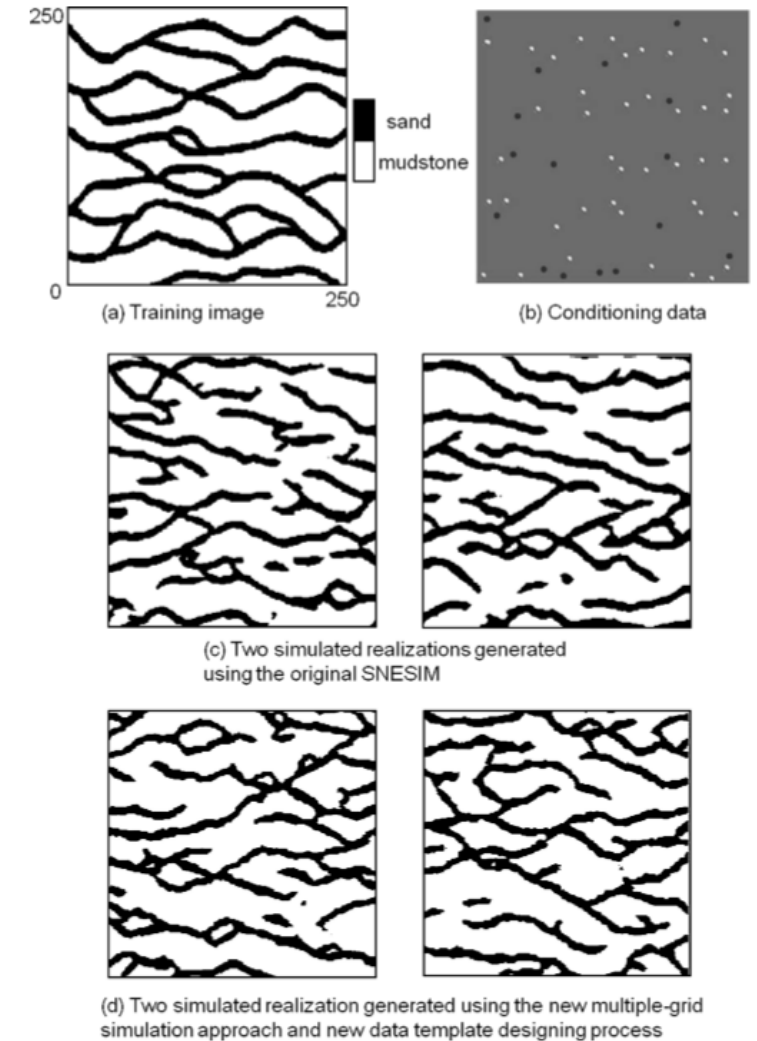 250
sand
mudstone
0
250
(a) Training image
(b) Conditioning data
(c) Two simulated realizations generated
using the original SNESIM
(d) Two simulated realization generated using the new multiple-grid
simulation approach and new data template designing process